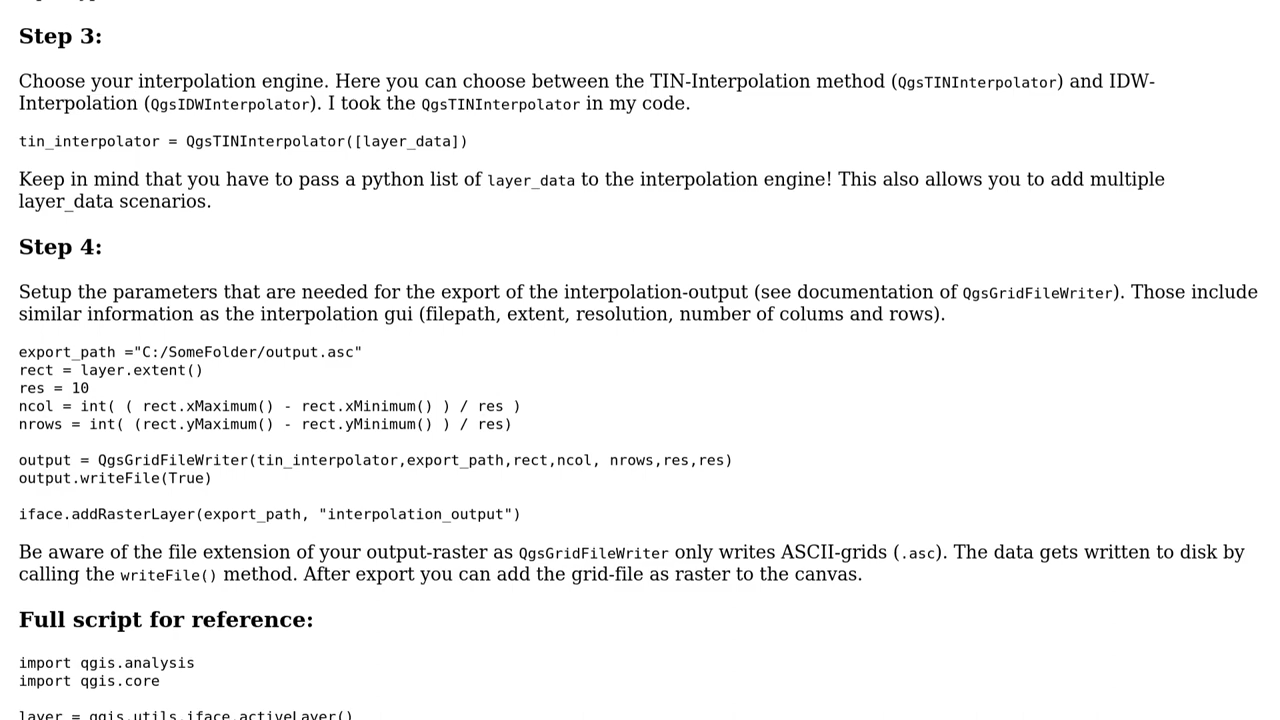 Step 3:
Choose your interpolation engine. Here you can choose between the TIN-Interpolation method (QgsTINInterpolator) and IDW-
Interpolation (QgsIDWInterpolator). I took the QgsTINInterpolator in my code.
tin_interpolator = QgsTINInterpolator([layer_data])
Keep in mind that you have to pass a python list of layer_data to the interpolation engine! This also allows you to add multiple
layer_data scenarios.
Step 4:
Setup the parameters that are needed for the export of the interpolation-output (see documentation of QgsGridFileWriter). Those include
similar information as the interpolation gui (filepath, extent, resolution, number of colums and rows).
export_path ="C:/SomeFolder/output.asc"
rect = layer.extent()
res = 10
ncol = int( ( rect.xMaximum() - rect.xMinimum() ) / res )
nrows = int( (rect.yMaximum() - rect.yMinimum() ) / res)
output = QgsGridFileWriter(tin_interpolator,export_path,rect,ncol, nrows,res,res)
output.writeFile(True)
iface.addRasterLayer(export_path, "interpolation_output")
Be aware of the file extension of your output-raster as QgsGridFileWriter only writes ASCII-grids (.asc). The data gets written to disk by
calling the writeFile() method. After export you can add the grid-file as raster to the canvas.
Full script for reference:
import qgis.analysis
import qgis.core
layer = qgis.utils.iface.activeLayer()